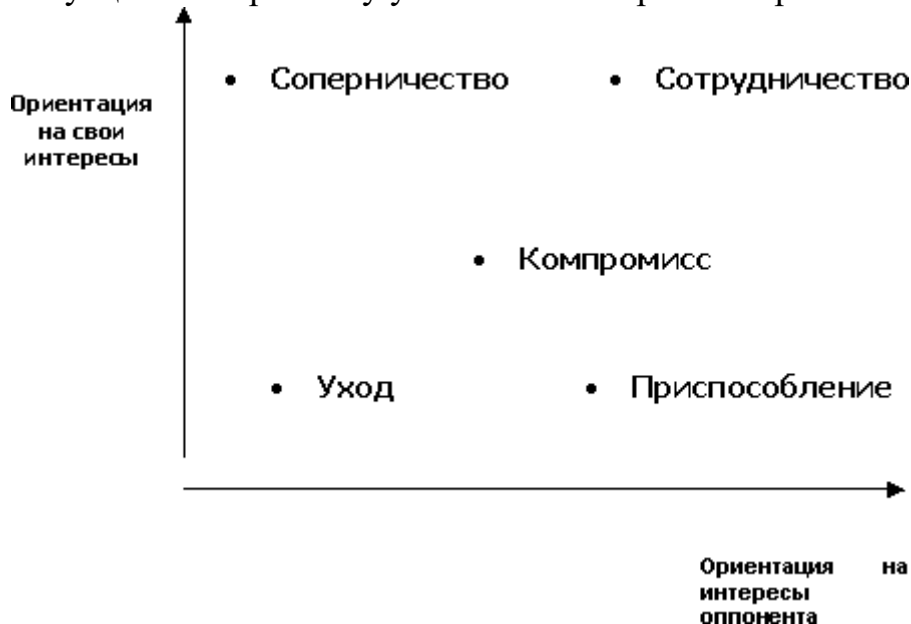 • Соперничество • Сотрудничество
Ориентация
на свои
интересы
• Компромисс
• Уход • Приспособление
Ориентация на
интересы
оппонента